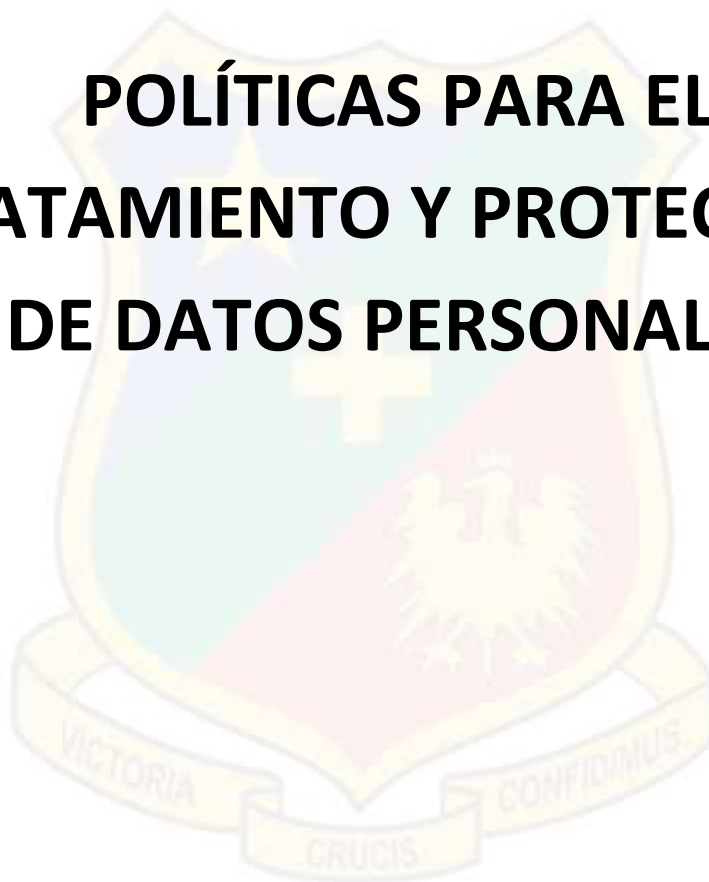 POLÍTICAS PARA EL
ATAMIENTO Y PROTEC
DE DATOS PERSONAL
VICTORIA
CRUCIS
CONFIDIMUS